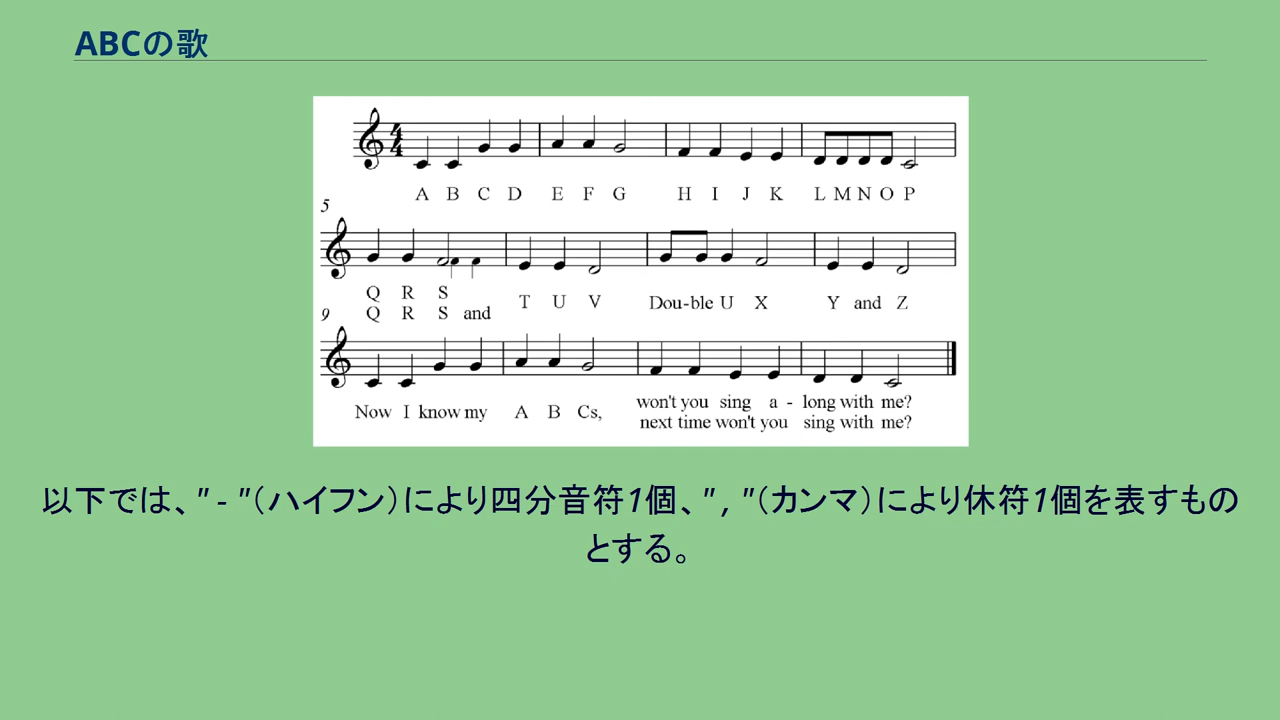 ABCの歌
4
4
A B C D E F G H I J K L M N O P
5
Q R S T U V Dou-ble U X Y and Z
Q R S and
9
Now I know my A B Cs, won't you sing a - long with me?
next time won't you sing with me?
以下では、" - "（ハイフン）により四分音符1個、" , "（カンマ）により休符1個を表すもの
とする。